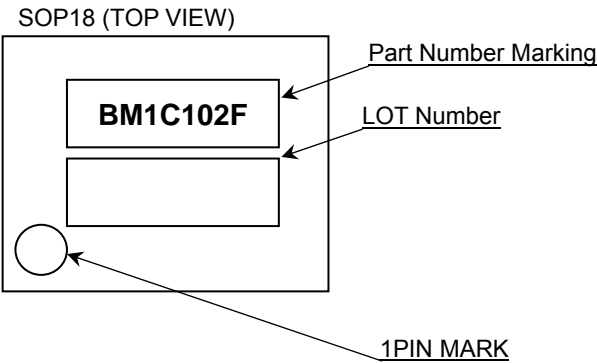 SOP18 (TOP VIEW)
Part Number Marking
BM1C102F
LOT Number
1PIN MARK